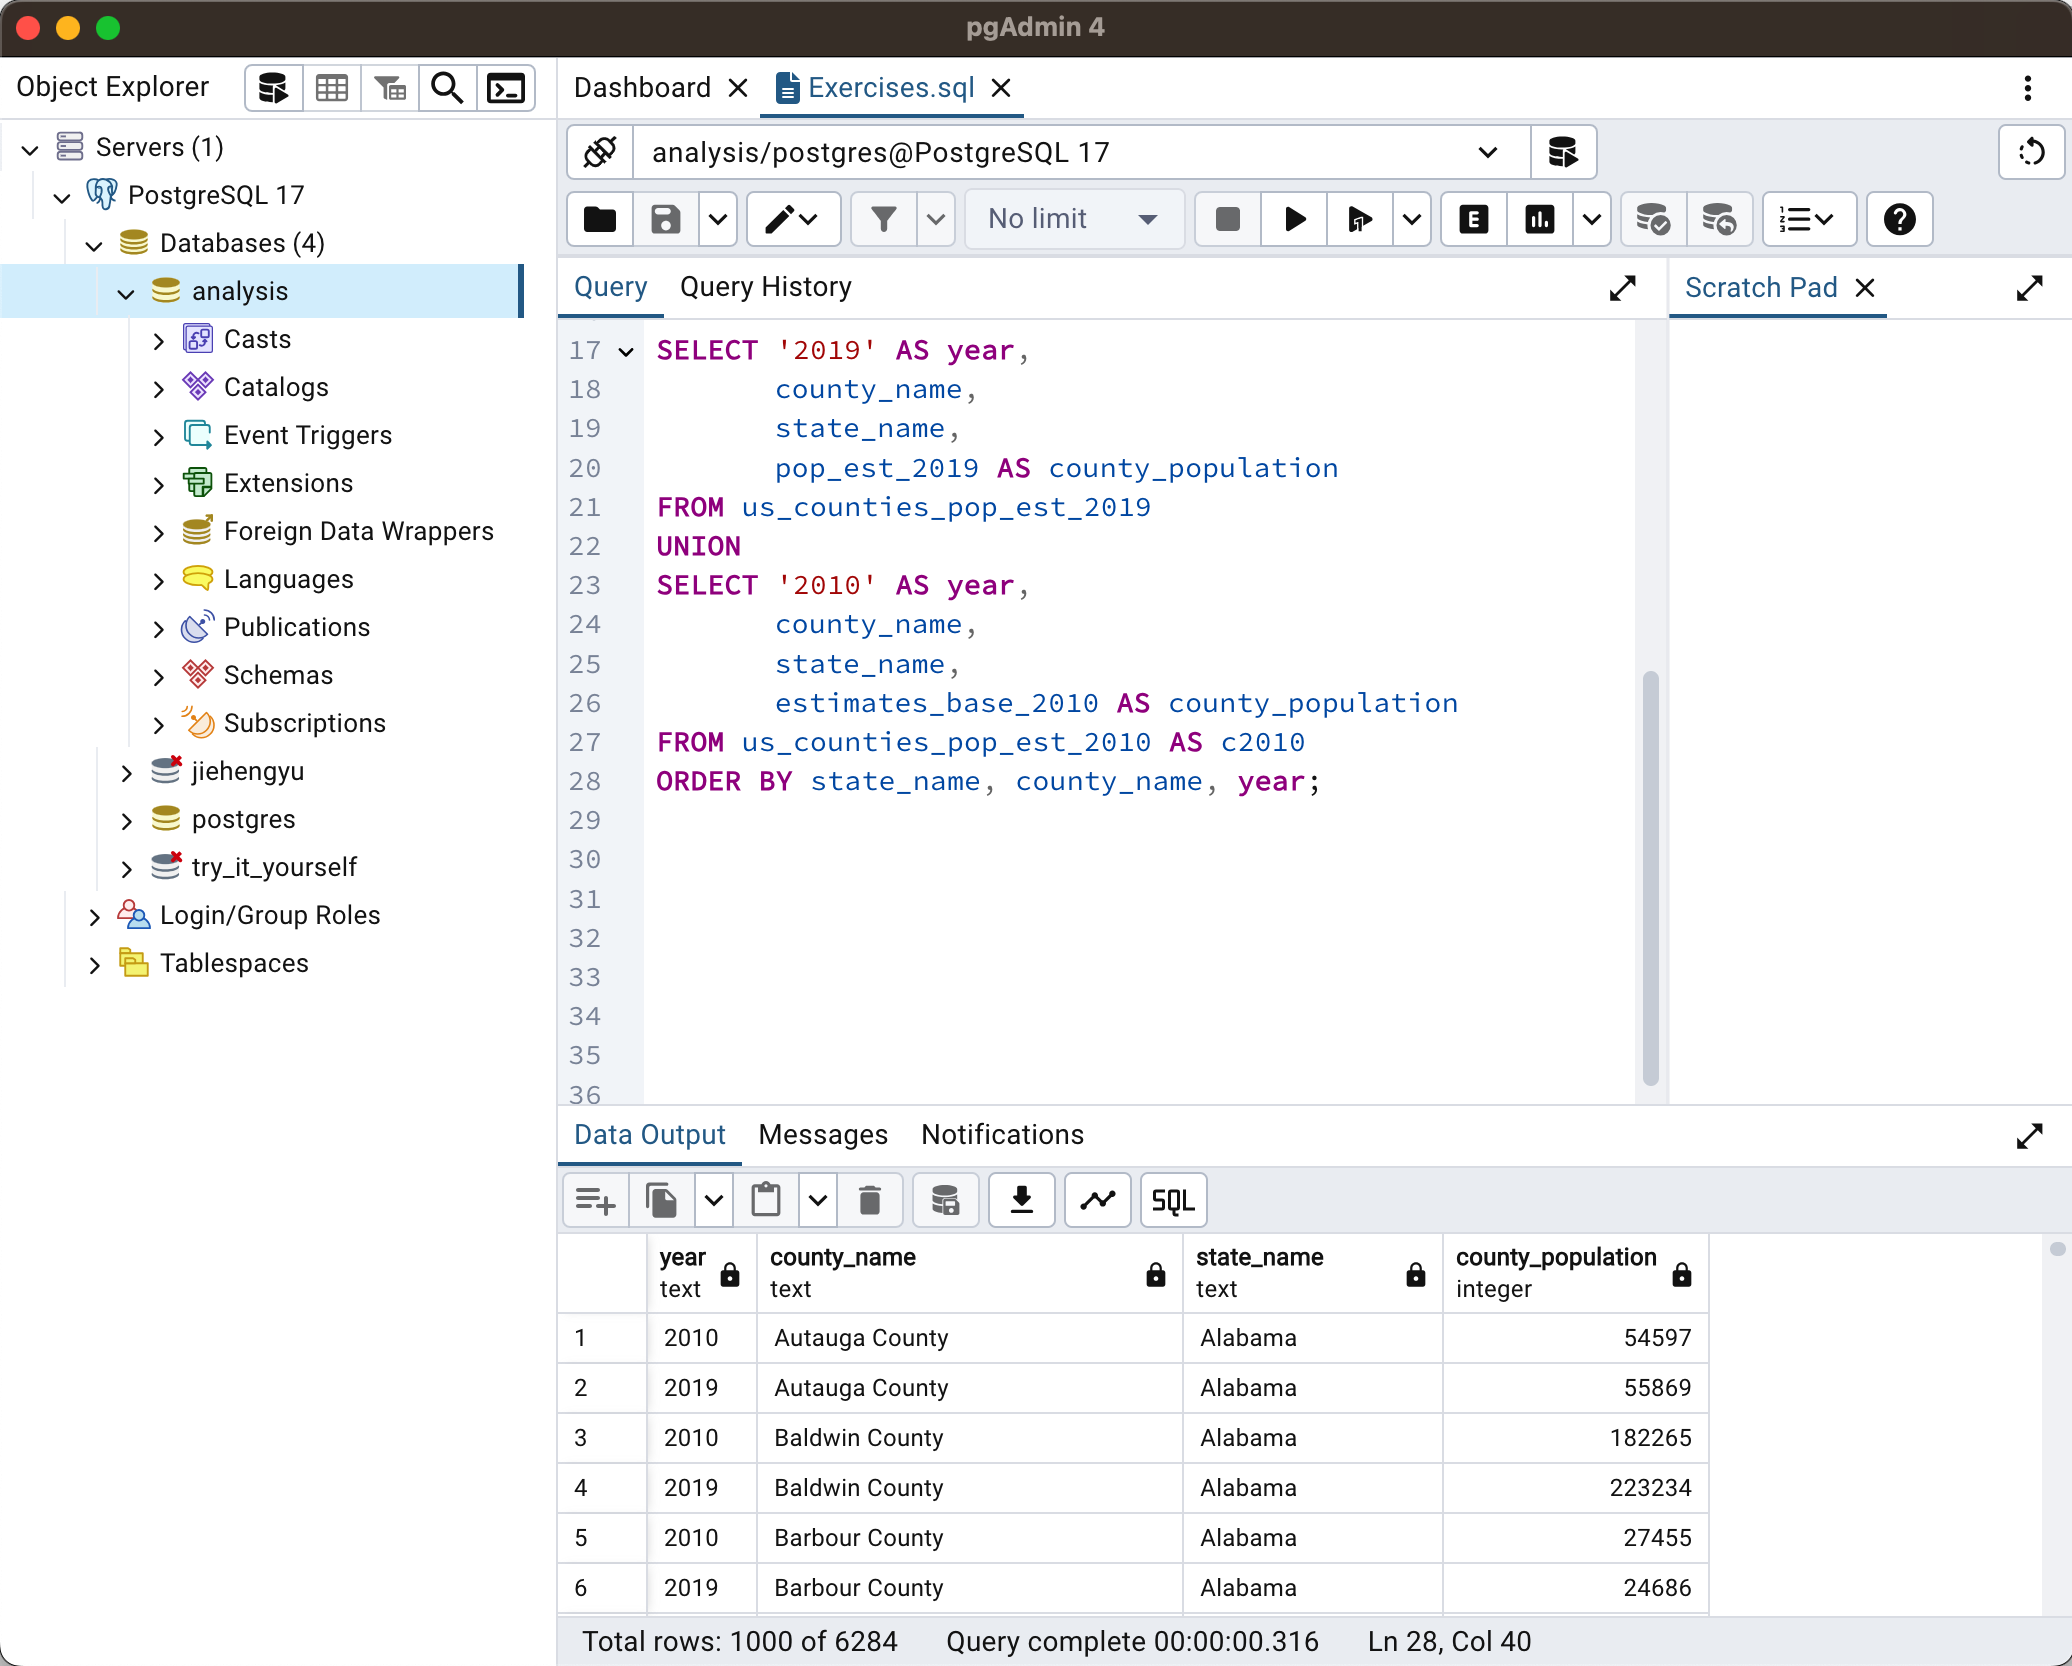 pgAdmin 4
Object Explorer
Servers (1)
PostgreSQL 17
Databases (4)
analysis
Casts
Catalogs
Event Triggers
Extensions
Foreign Data Wrappers
Languages
Publications
Schemas
Subscriptions
jiehengyu
postgres
try_it_yourself
Login/Group Roles
Tablespaces
Dashboard
Exercises.sql
analysis/postgres@PostgreSQL 17
No limit
E
Query
Query History
Scratch Pad
17 SELECT '2019' AS year,
18 county_name,
19 state_name,
20 pop_est_2019 AS county_population
21 FROM us_counties_pop_est_2019
22 UNION
23 SELECT '2010' AS year,
24 county_name,
25 state_name,
26 estimates_base_2010 AS county_population
27 FROM us_counties_pop_est_2010 AS c2010
28 ORDER BY state_name, county_name, year;
29
30
31
32
33
34
35
36
Data Output
Messages
Notifications
SQL
year text
county_name text
state_name text
county_population integer
1 2010 Autauga County Alabama 54597
2 2019 Autauga County Alabama 55869
3 2010 Baldwin County Alabama 182265
4 2019 Baldwin County Alabama 223234
5 2010 Barbour County Alabama 27455
6 2019 Barbour County Alabama 24686
Total rows: 1000 of 6284
Query complete 00:00:00.316
Ln 28, Col 40